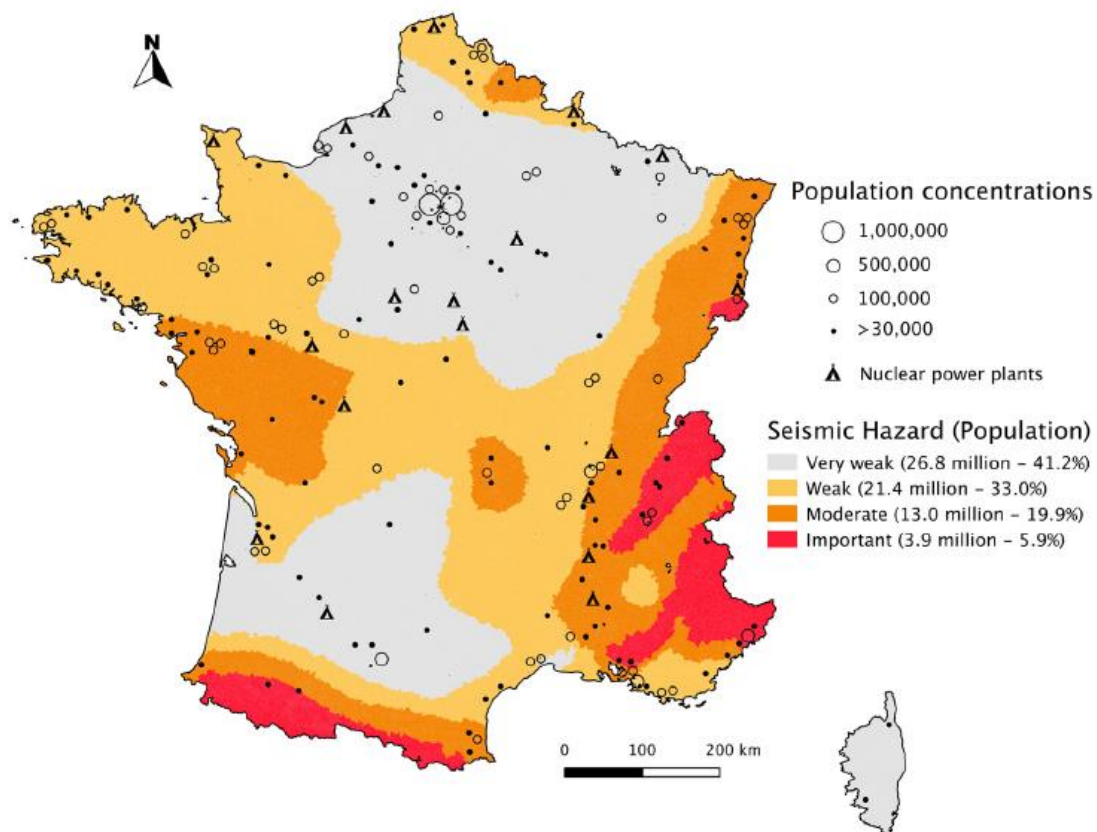 N
Population concentrations
1,000,000
500,000
100,000
>30,000
Nuclear power plants
Seismic Hazard (Population)
Very weak (26.8 million – 41.2%)
Weak (21.4 million – 33.0%)
Moderate (13.0 million – 19.9%)
Important (3.9 million – 5.9%)
0 100 200 km